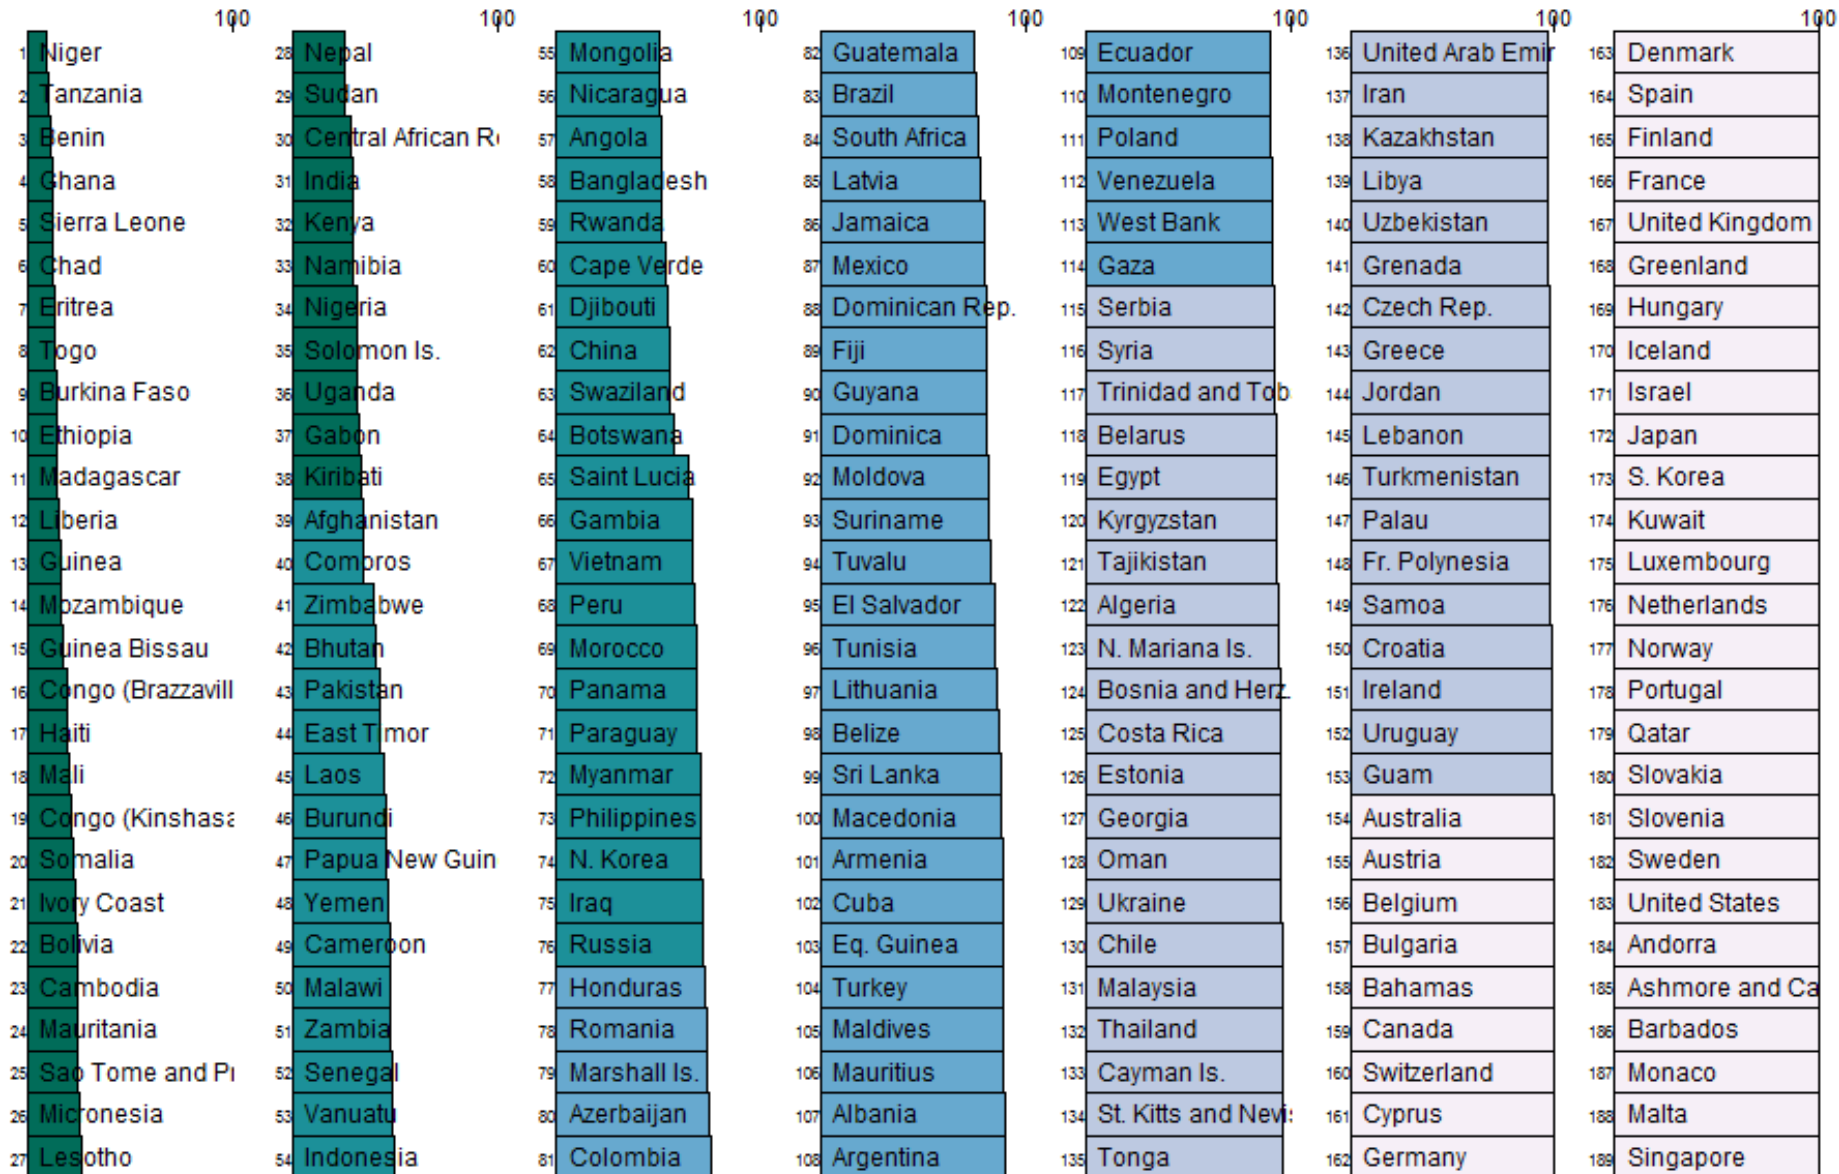 100 100 100 100 100 100 100
1 Niger
2 Tanzania
3 Benin
4 Ghana
5 Sierra Leone
6 Chad
7 Eritrea
8 Togo
9 Burkina Faso
10 Ethiopia
11 Madagascar
12 Liberia
13 Guinea
14 Mozambique
15 Guinea Bissau
16 Congo (Brazzavill
17 Haiti
18 Mali
19 Congo (Kinshasa
20 Somalia
21 Ivory Coast
22 Bolivia
23 Cambodia
24 Mauritania
25 Sao Tome and Pr
26 Micronesia
27 Lesotho
28 Nepal
29 Sudan
30 Central African Re
31 India
32 Kenya
33 Namibia
34 Nigeria
35 Solomon Is.
36 Uganda
37 Gabon
38 Kiribati
39 Afghanistan
40 Comoros
41 Zimbabwe
42 Bhutan
43 Pakistan
44 East Timor
45 Laos
46 Burundi
47 Papua New Guin
48 Yemen
49 Cameroon
50 Malawi
51 Zambia
52 Senegal
53 Vanuatu
54 Indonesia
55 Mongolia
56 Nicaragua
57 Angola
58 Bangladesh
59 Rwanda
60 Cape Verde
61 Djibouti
62 China
63 Swaziland
64 Botswana
65 Saint Lucia
66 Gambia
67 Vietnam
68 Peru
69 Morocco
70 Panama
71 Paraguay
72 Myanmar
73 Philippines
74 N. Korea
75 Iraq
76 Russia
77 Honduras
78 Romania
79 Marshall Is.
80 Azerbaijan
81 Colombia
82 Guatemala
83 Brazil
84 South Africa
85 Latvia
86 Jamaica
87 Mexico
88 Dominican Rep.
89 Fiji
90 Guyana
91 Dominica
92 Moldova
93 Suriname
94 Tuvalu
95 El Salvador
96 Tunisia
97 Lithuania
98 Belize
99 Sri Lanka
100 Macedonia
101 Armenia
102 Cuba
103 Eq. Guinea
104 Turkey
105 Maldives
106 Mauritius
107 Albania
108 Argentina
109 Ecuador
110 Montenegro
111 Poland
112 Venezuela
113 West Bank
114 Gaza
115 Serbia
116 Syria
117 Trinidad and Tob
118 Belarus
119 Egypt
120 Kyrgyzstan
121 Tajikistan
122 Algeria
123 N. Mariana Is.
124 Bosnia and Herz.
125 Costa Rica
126 Estonia
127 Georgia
128 Oman
129 Ukraine
130 Chile
131 Malaysia
132 Thailand
133 Cayman Is.
134 St. Kitts and Nevis
135 Tonga
136 United Arab Emir
137 Iran
138 Kazakhstan
139 Libya
140 Uzbekistan
141 Grenada
142 Czech Rep.
143 Greece
144 Jordan
145 Lebanon
146 Turkmenistan
147 Palau
148 Fr. Polynesia
149 Samoa
150 Croatia
151 Ireland
152 Uruguay
153 Guam
154 Australia
155 Austria
156 Belgium
157 Bulgaria
158 Bahamas
159 Canada
160 Switzerland
161 Cyprus
162 Germany
163 Denmark
164 Spain
165 Finland
166 France
167 United Kingdom
168 Greenland
169 Hungary
170 Iceland
171 Israel
172 Japan
173 S. Korea
174 Kuwait
175 Luxembourg
176 Netherlands
177 Norway
178 Portugal
179 Qatar
180 Slovakia
181 Slovenia
182 Sweden
183 United States
184 Andorra
185 Ashmore and Ca
186 Barbados
187 Monaco
188 Malta
189 Singapore